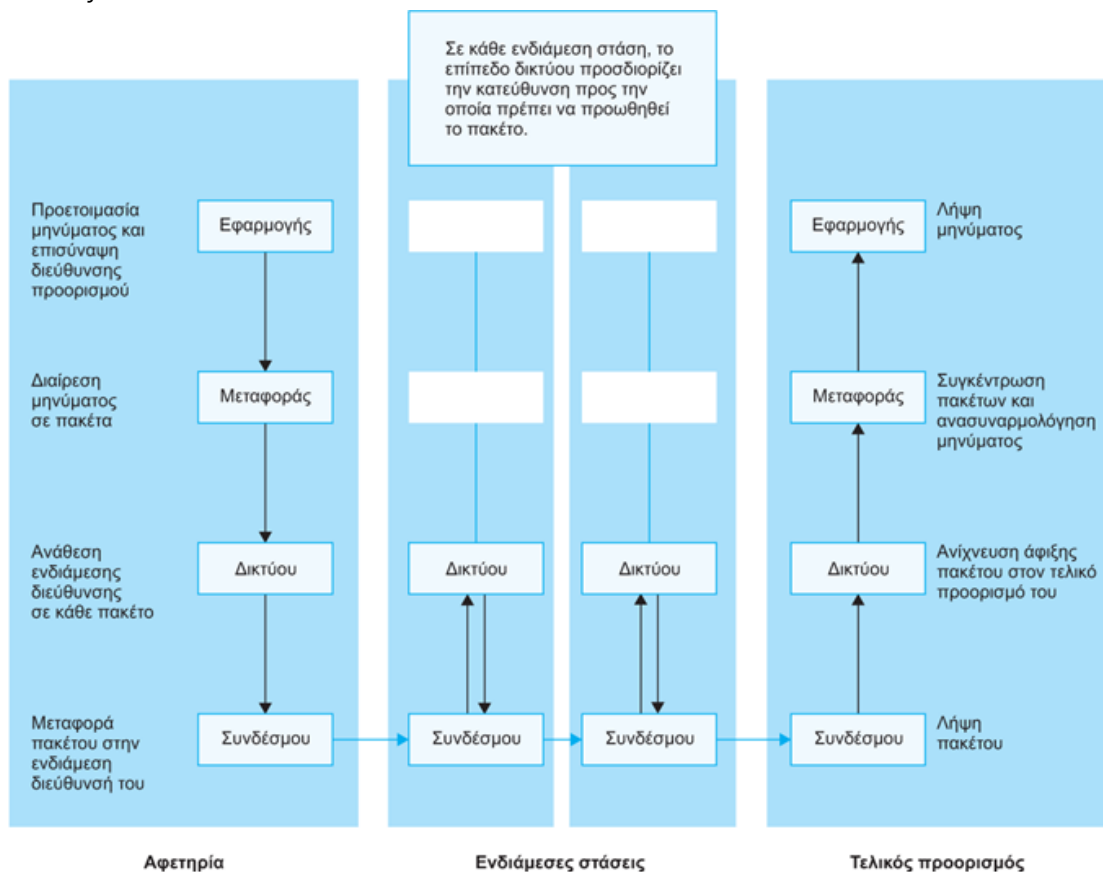 Σε κάθε ενδιάμεση στάση, το
επίπεδο δικτύου προσδιορίζει
την κατεύθυνση προς την
οποία πρέπει να προωθηθεί
το πακέτο.
Προετοιμασία
μηνύματος και
επισύναψη
διεύθυνσης
προορισμού
Εφαρμογής
Εφαρμογής
Λήψη
μηνύματος
Διαίρεση
μηνύματος
σε πακέτα
Μεταφοράς
Μεταφοράς
Συγκέντρωση
πακέτων και
ανασυναρμολόγηση
μηνύματος
Ανάθεση
ενδιάμεσης
διεύθυνσης
σε κάθε πακέτο
Δικτύου
Δικτύου
Δικτύου
Δικτύου
Ανίχνευση άφιξης
πακέτου στον τελικό
προορισμό του
Μεταφορά
πακέτου στην
ενδιάμεση
διεύθυνσή του
Συνδέσμου
Συνδέσμου
Συνδέσμου
Συνδέσμου
Λήψη
πακέτου
Αφετηρία
Ενδιάμεσες στάσεις
Τελικός προορισμός